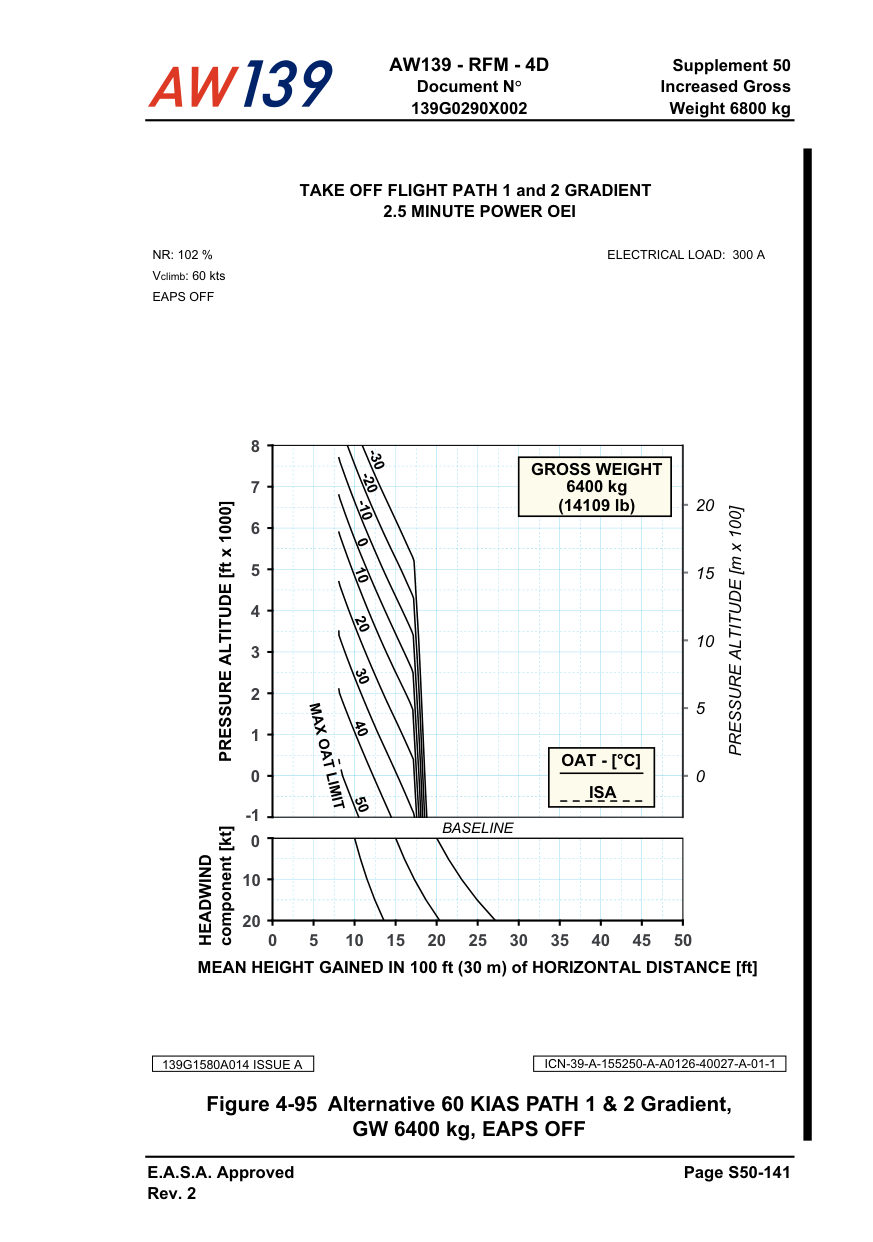 AW139
AW139 - RFM - 4D
Document N°
139G0290X002
Supplement 50
Increased Gross
Weight 6800 kg
TAKE OFF FLIGHT PATH 1 and 2 GRADIENT
2.5 MINUTE POWER OEI
NR: 102 %
Vclimb: 60 kts
EAPS OFF
ELECTRICAL LOAD: 300 A
GROSS WEIGHT
6400 kg
(14109 lb)
PRESSURE ALTITUDE [ft x 1000]
8
7
6
5
4
3
2
1
0
-1
-30
-20
-10
0
10
20
30
40
50
MAX OAT LIMIT
20
15
10
5
0
PRESSURE ALTITUDE [m x 100]
OAT - [°C]
ISA
BASELINE
HEADWIND
component [kt]
0
10
20
0 5 10 15 20 25 30 35 40 45 50
MEAN HEIGHT GAINED IN 100 ft (30 m) of HORIZONTAL DISTANCE [ft]
139G1580A014 ISSUE A
ICN-39-A-155250-A-A0126-40027-A-01-1
Figure 4-95 Alternative 60 KIAS PATH 1 & 2 Gradient,
GW 6400 kg, EAPS OFF
E.A.S.A. Approved
Rev. 2
Page S50-141